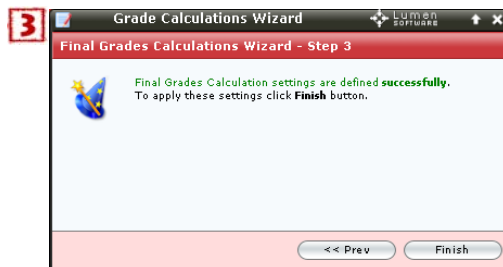 3
Grade Calculations Wizard
Lumen
SOFTWARE
Final Grades Calculations Wizard - Step 3
Final Grades Calculation settings are defined successfully.
To apply these settings click Finish button.
<< Prev
Finish